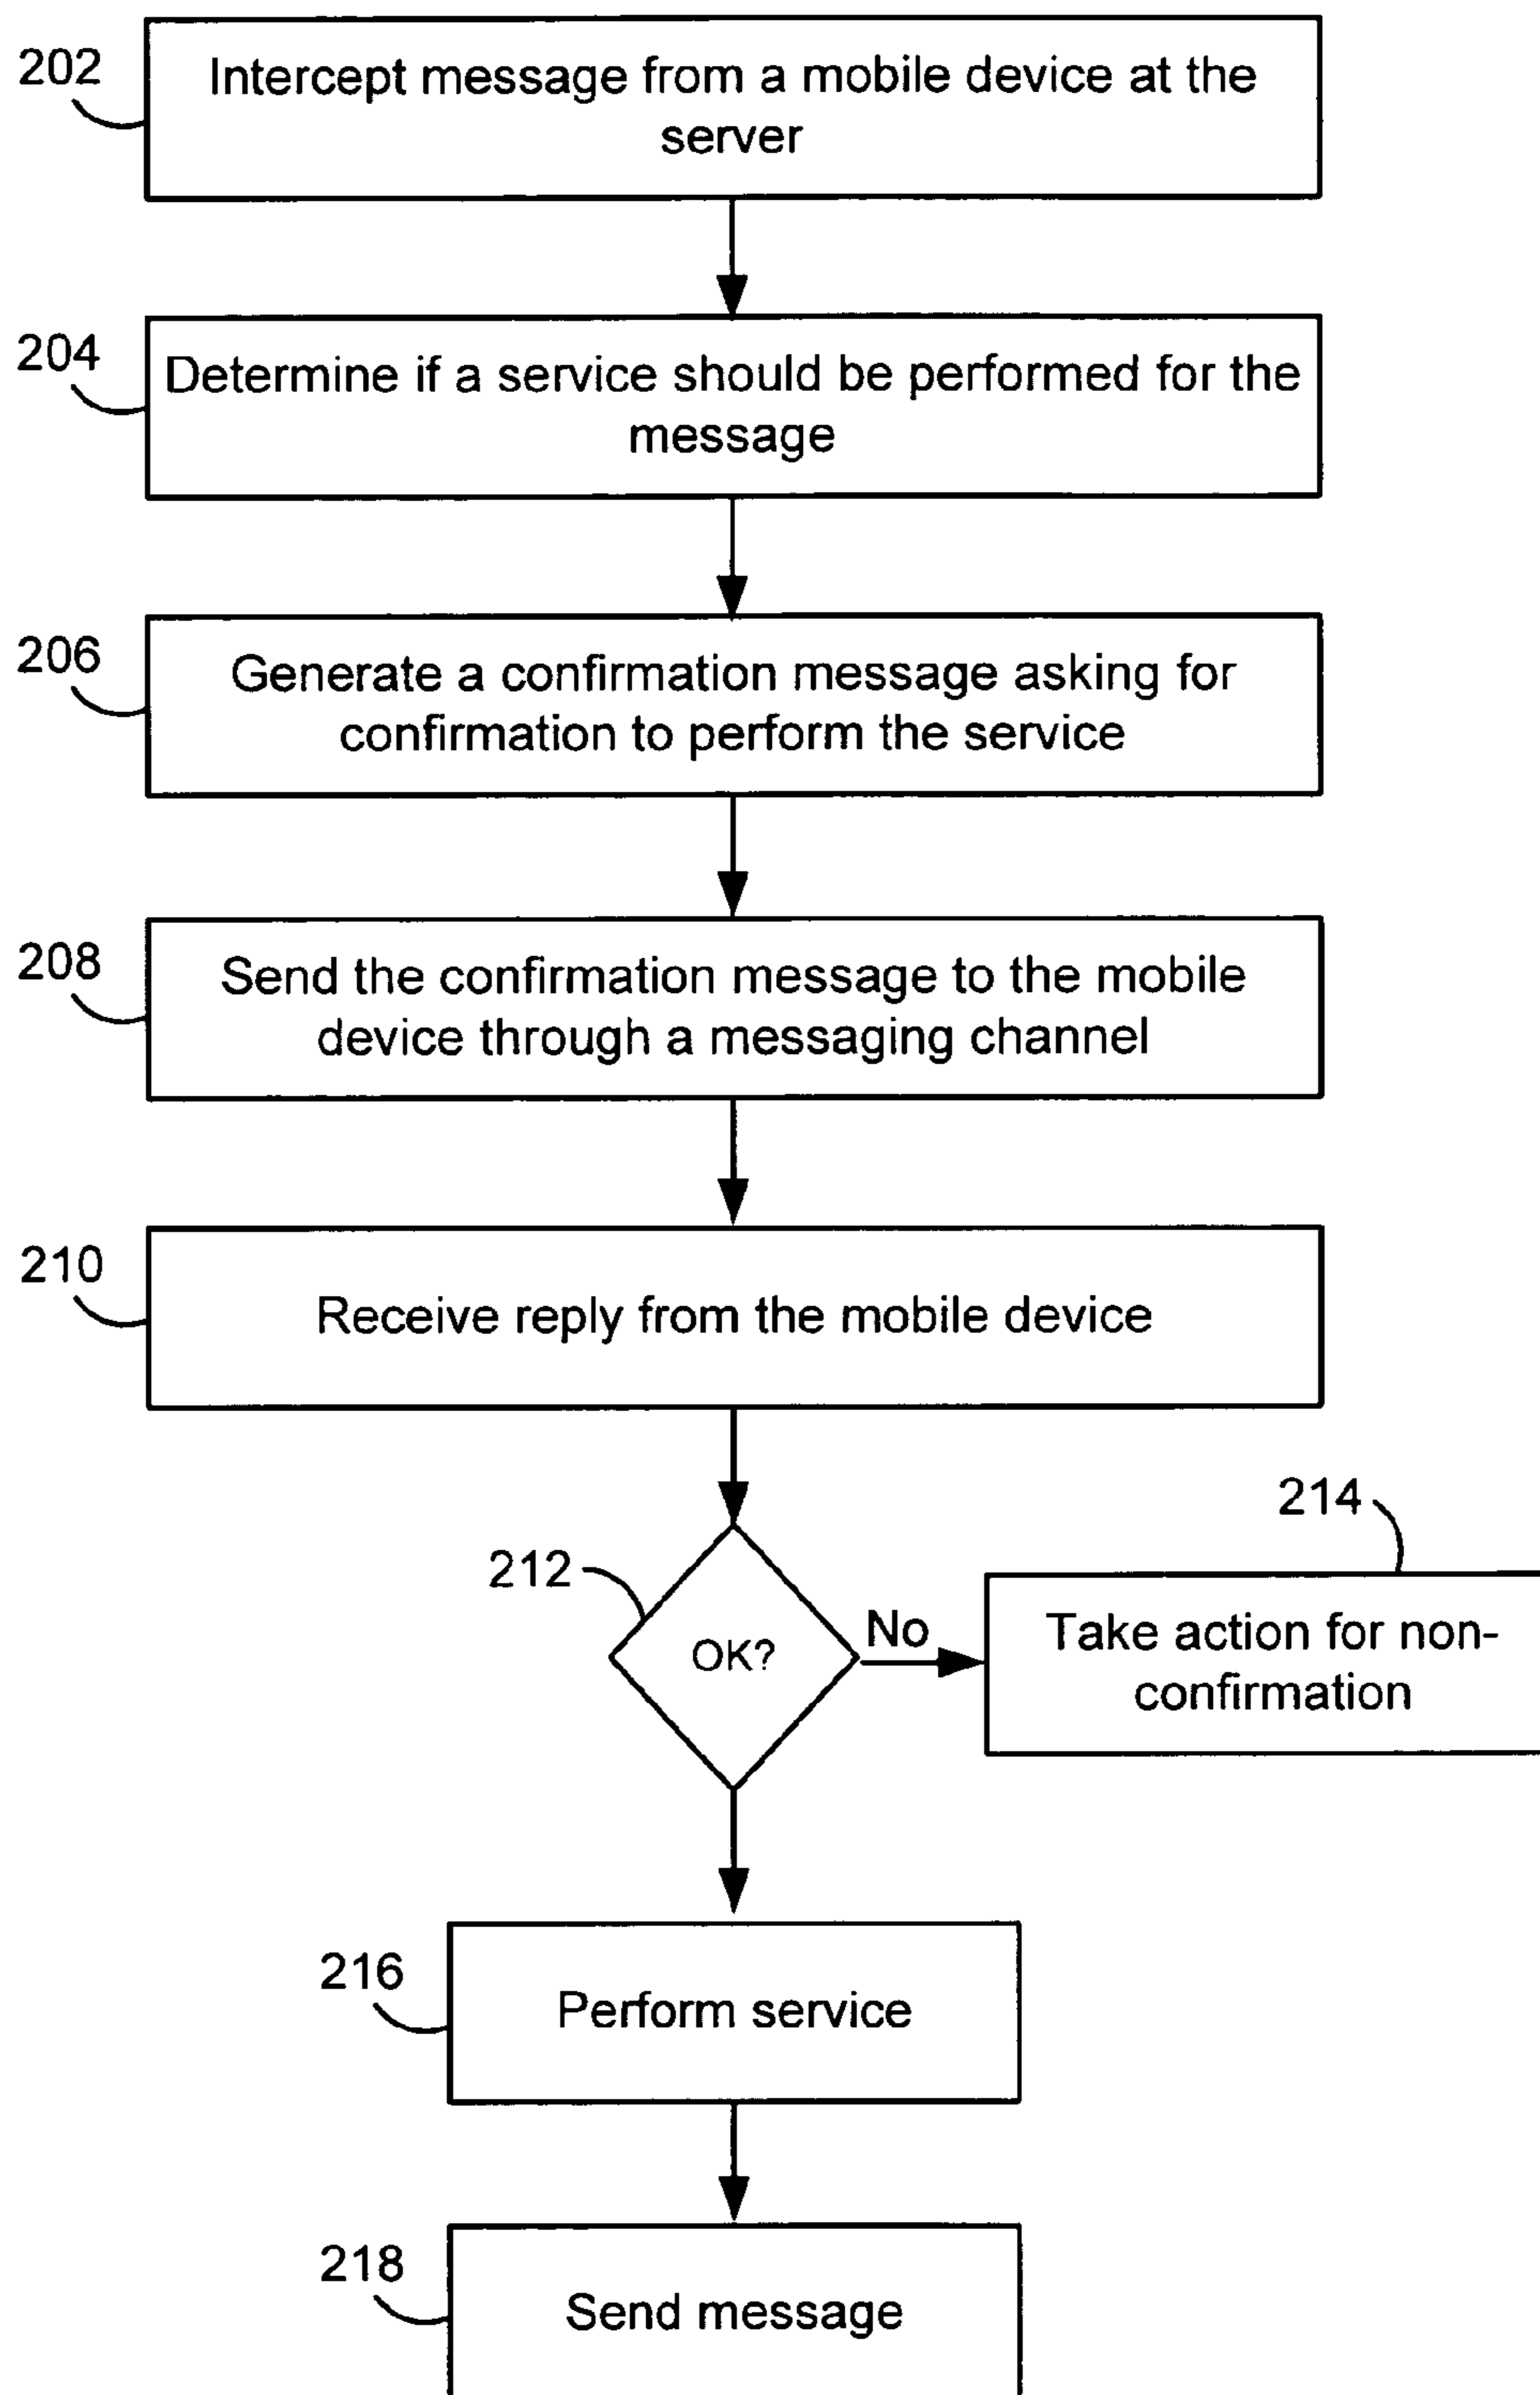 202
Intercept message from a mobile device at the
server
204
Determine if a service should be performed for the
message
206
Generate a confirmation message asking for
confirmation to perform the service
208
Send the confirmation message to the mobile
device through a messaging channel
210
Receive reply from the mobile device
212
OK?
No
214
Take action for non-
confirmation
216
Perform service
218
Send message